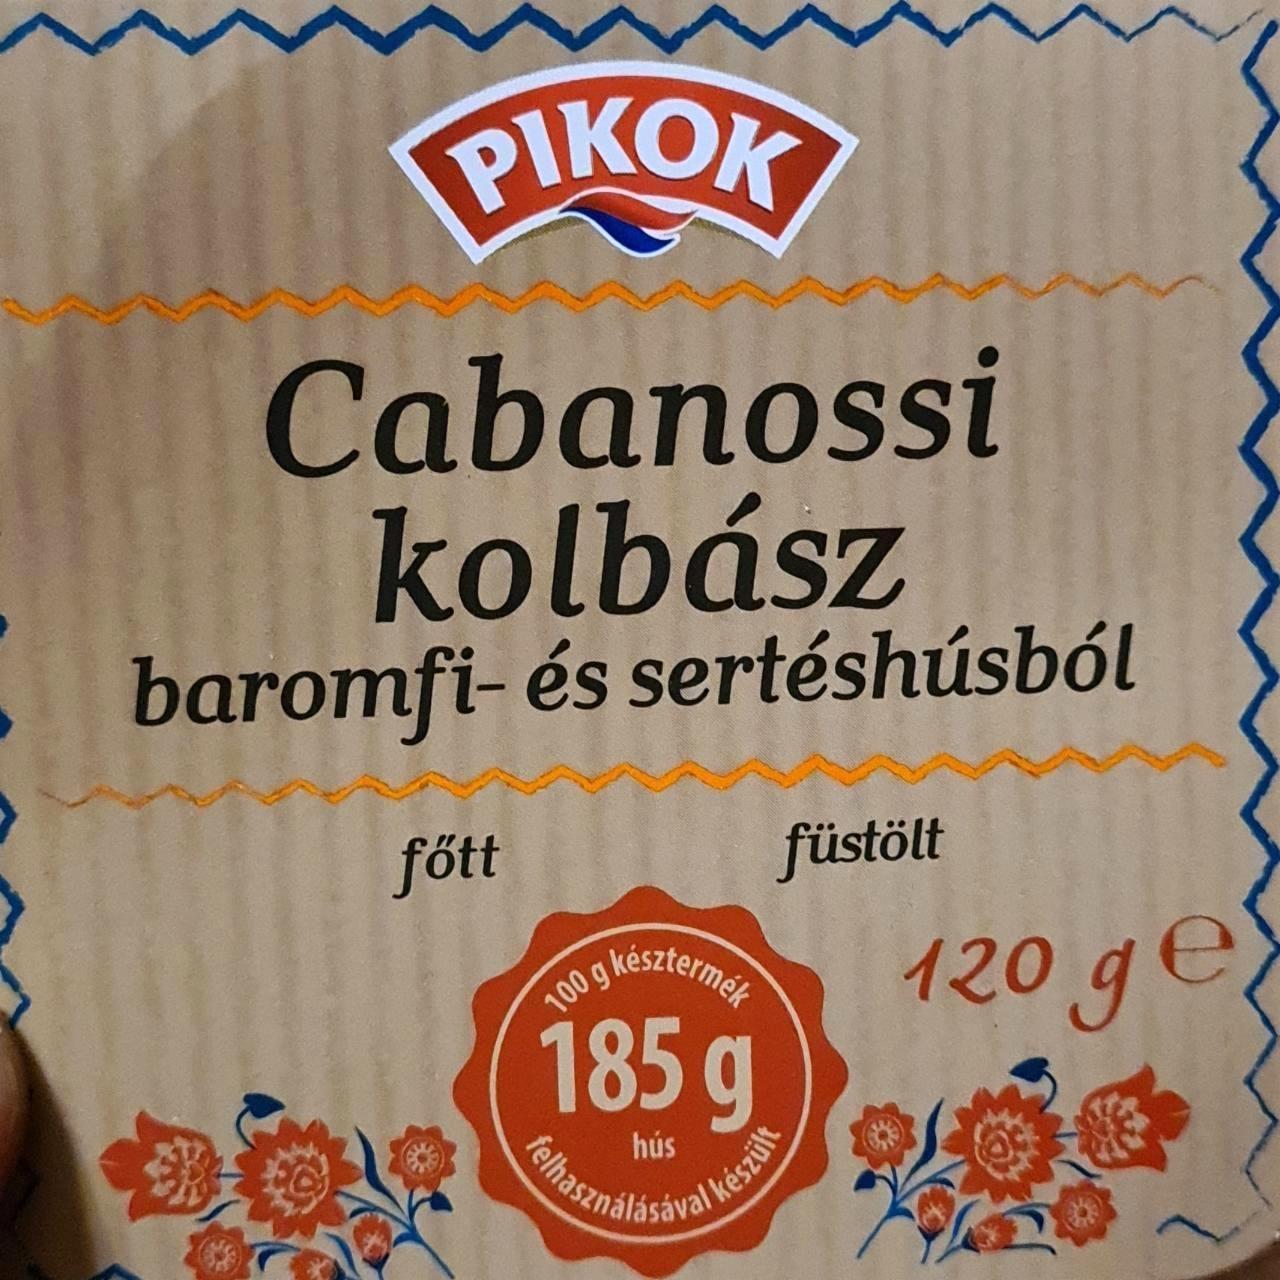 PIKOK
Cabanossi
kolbász
baromfi- és sertéshúsból
főtt
füstölt
120 g e
100 g késztermék
185 g
hús
felhasználásával készült